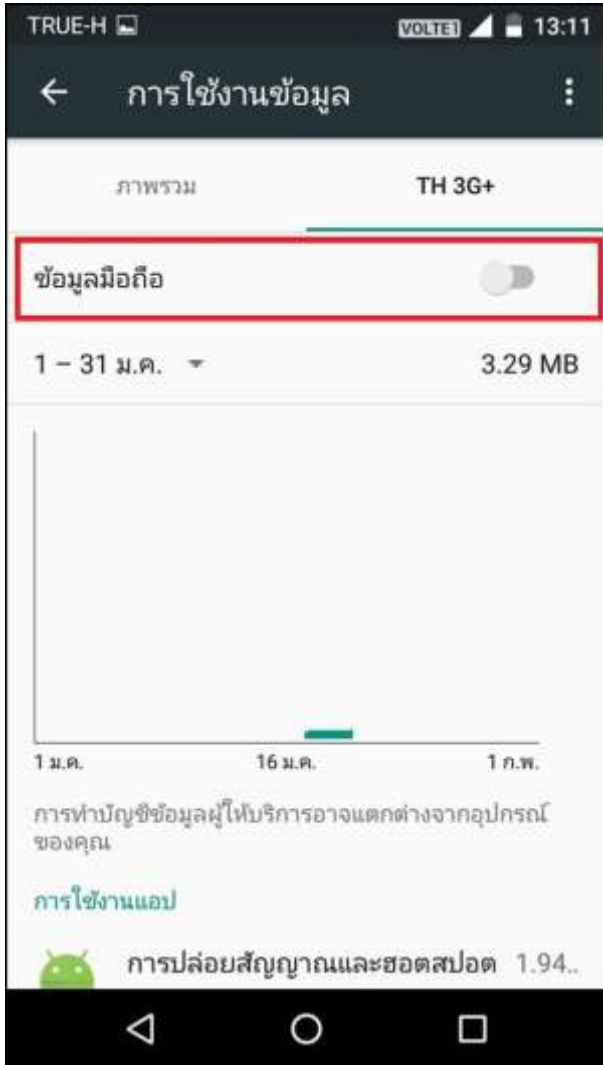 TRUE-H VOLTE1 13:11
การใช้งานข้อมูล
ภาพรวม TH 3G+
ข้อมูลมือถือ
1 – 31 ม.ค. 3.29 MB
1 ม.ค. 16 ม.ค. 1 ก.พ.
การทำบัญชีข้อมูลผู้ให้บริการอาจแตกต่างจากอุปกรณ์
ของคุณ
การใช้งานแอป
การปล่อยสัญญาณและฮอตสปอต 1.94..